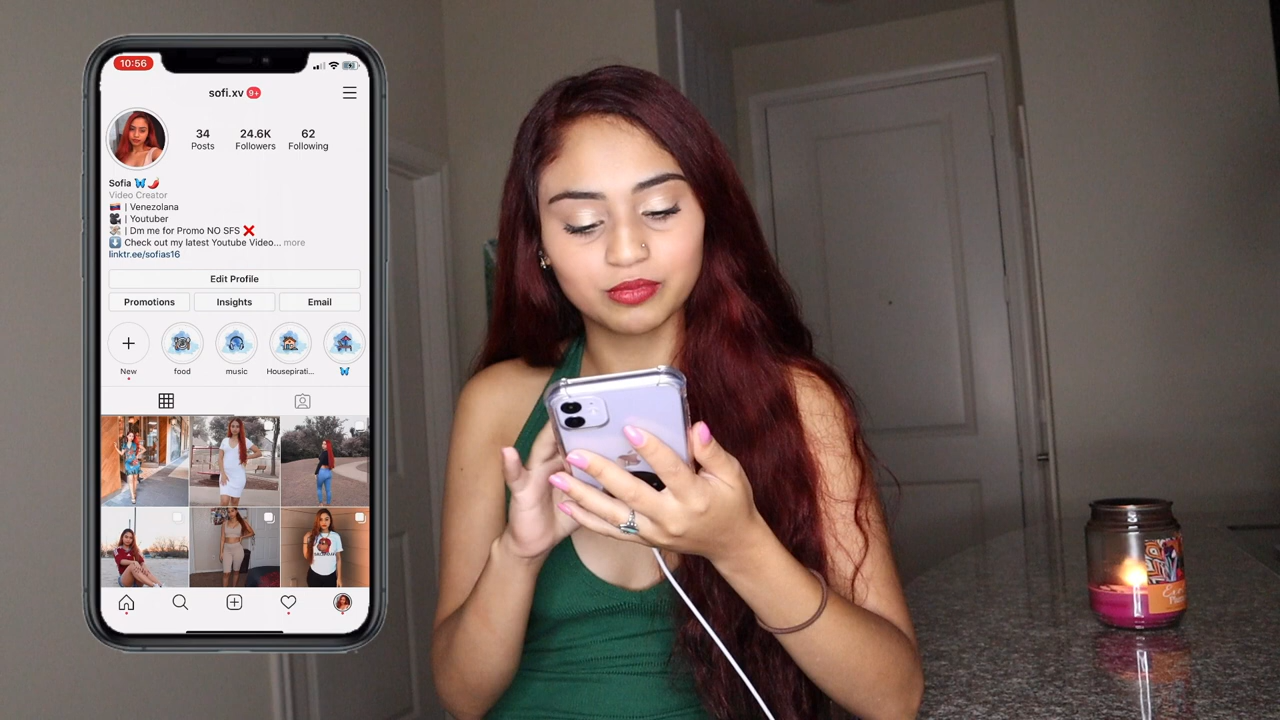 10:56
sofi.xv 9+
34 24.6K 62
Posts Followers Following
Sofia 🦋🌶️
Video Creator
🇻🇪 | Venezolana
🎥 | Youtuber
💸 | Dm me for Promo NO SFS ❌
⬇️ Check out my latest Youtube Video... more
linktr.ee/sofias16
Edit Profile
Promotions Insights Email
New food music Housepirati... 🦋